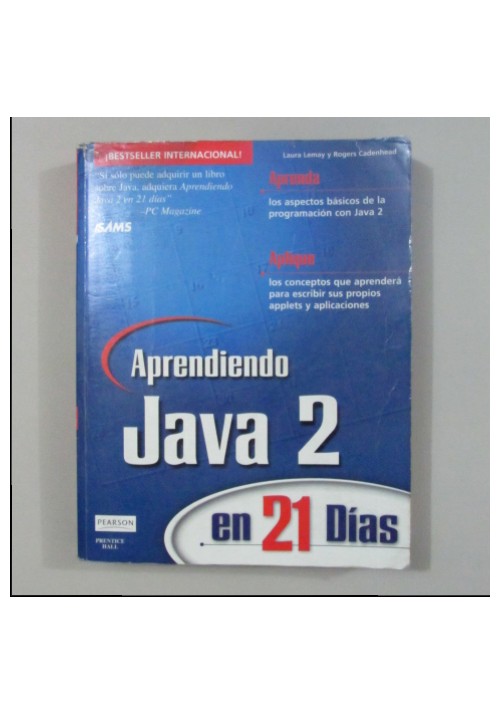 ¡BESTSELLER INTERNACIONAL!
Laura Lemay y Rogers Cadenhead
"Si sólo puede adquirir un libro
sobre Java, adquiera Aprendiendo
Java 2 en 21 días"
—PC Magazine
SAMS
Aprenda
los aspectos básicos de la
programación con Java 2
Aplique
los conceptos que aprenderá
para escribir sus propios
applets y aplicaciones
Aprendiendo
Java 2
en 21 Días
PEARSON
PRENTICE
HALL